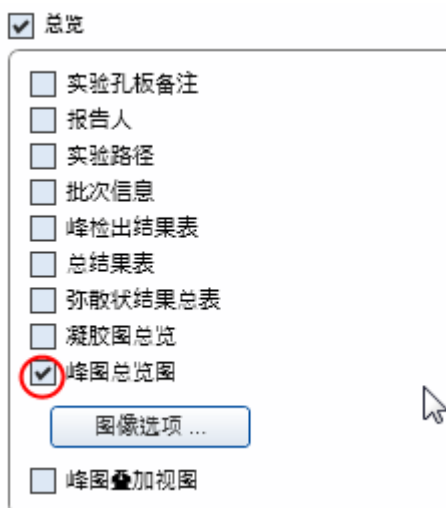 总览
实验孔板备注
报告人
实验路径
批次信息
峰检出结果表
总结果表
弥散状结果总表
凝胶图总览
峰图总览图
图像选项 ...
峰图叠加视图